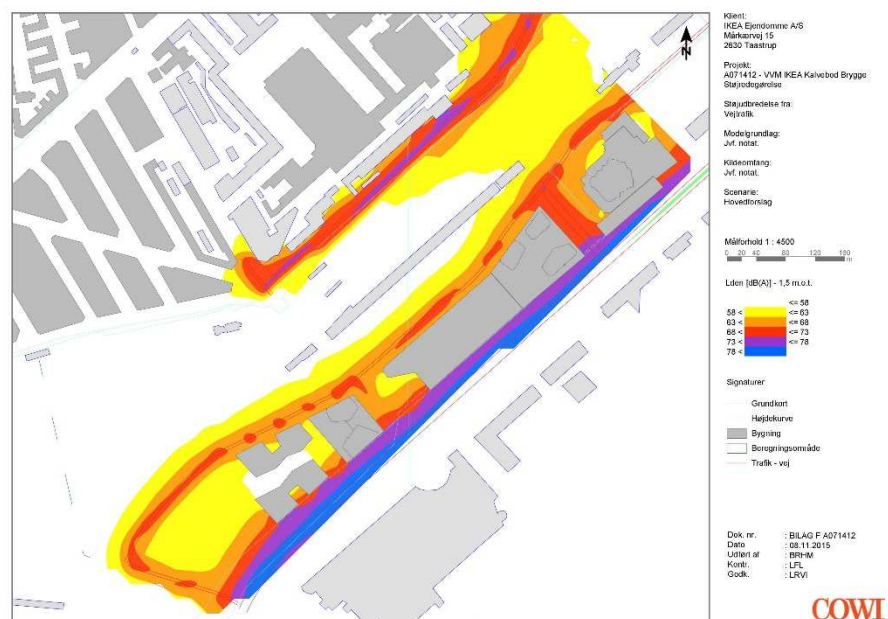 N
Klient:
IKEA Ejendomme A/S
Mårkærvej 15
2630 Taastrup
Projekt:
A071412 - VVM IKEA Kalvebod Brygge
Støjredegørelse
Støjudbredelse fra:
Vejtrafik
Modelgrundlag:
Jvf. notat.
Kildeomfang:
Jvf. notat.
Scenarie:
Hovedforslag
Målforhold 1 : 4500
0 20 40 80 120 160
m
Lden [dB(A)] - 1,5 m.o.t.
<= 58
58 < <= 63
63 < <= 68
68 < <= 73
73 < <= 78
78 <
Signaturer
Grundkort
Højdekurve
Bygning
Beregningsområde
Trafik - vej
Dok. nr. : BILAG F A071412
Dato : 08.11.2015
Udført af : BRHM
Kontr. : LFL
Godk. : LRVI
COWI